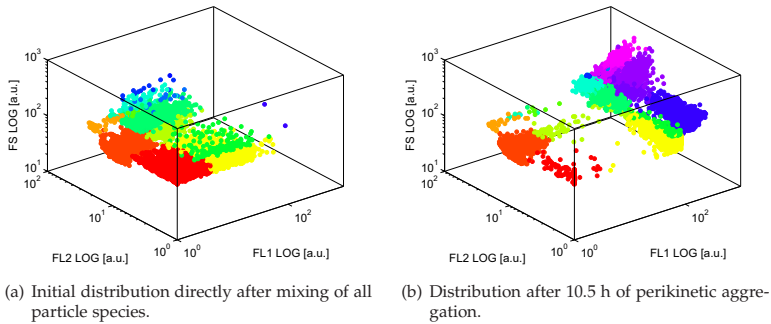 10³
10²
10¹
FS LOG [a.u.]
10²
10¹
10⁰
FL2 LOG [a.u.]
10⁰
10²
FL1 LOG [a.u.]
(a) Initial distribution directly after mixing of all
particle species.
10³
10²
10¹
FS LOG [a.u.]
10²
10¹
10⁰
FL2 LOG [a.u.]
10⁰
10²
FL1 LOG [a.u.]
(b) Distribution after 10.5 h of perikinetic aggre-
gation.